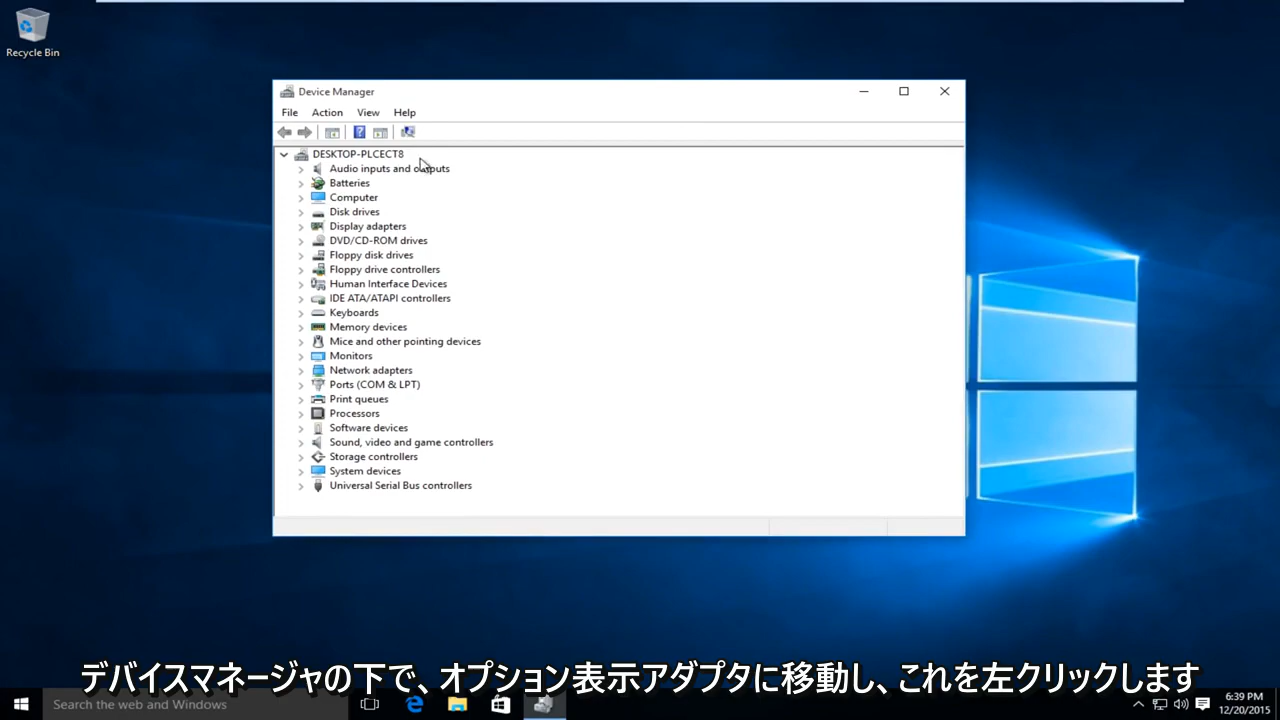 Recycle Bin
Device Manager
File Action View Help
DESKTOP-PLCECT8
Audio inputs and outputs
Batteries
Computer
Disk drives
Display adapters
DVD/CD-ROM drives
Floppy disk drives
Floppy drive controllers
Human Interface Devices
IDE ATA/ATAPI controllers
Keyboards
Memory devices
Mice and other pointing devices
Monitors
Network adapters
Ports (COM & LPT)
Print queues
Processors
Software devices
Sound, video and game controllers
Storage controllers
System devices
Universal Serial Bus controllers
デバイスマネージャの下で、オプション表示アダプタに移動し、これを左クリックします
Search the web and Windows
6:39 PM
12/20/2015